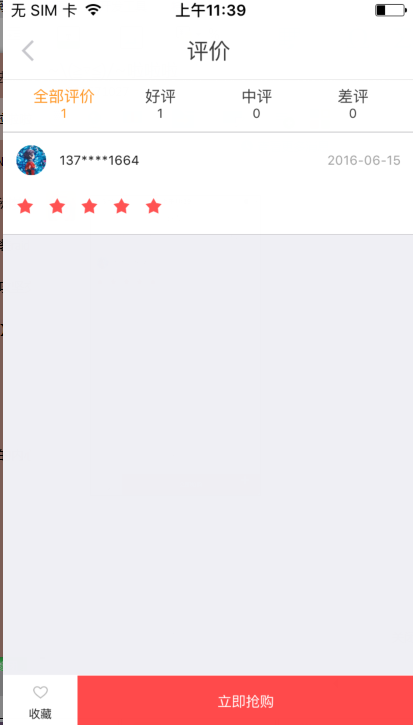 无 SIM 卡 上午11:39
评价
全部评价 好评 中评 差评
1 1 0 0
137****1664 2016-06-15
收藏 立即抢购